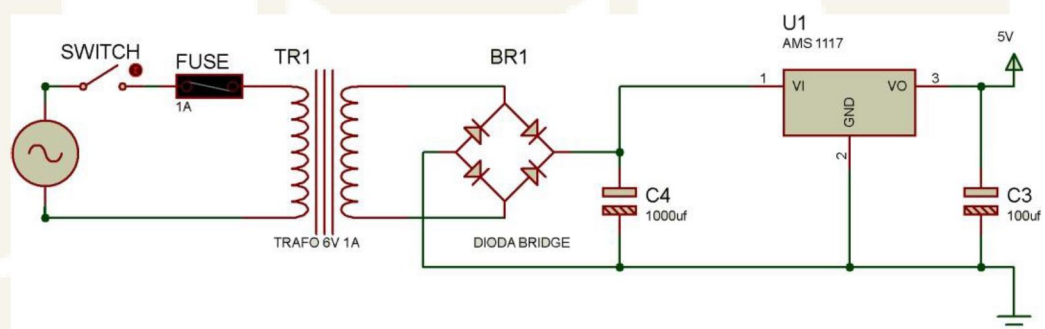 SWITCH
FUSE
1A
TR1
TRAFO 6V 1A
BR1
DIODA BRIDGE
C4
1000uf
U1
AMS 1117
1
VI
VO
3
GND
2
5V
C3
100uf